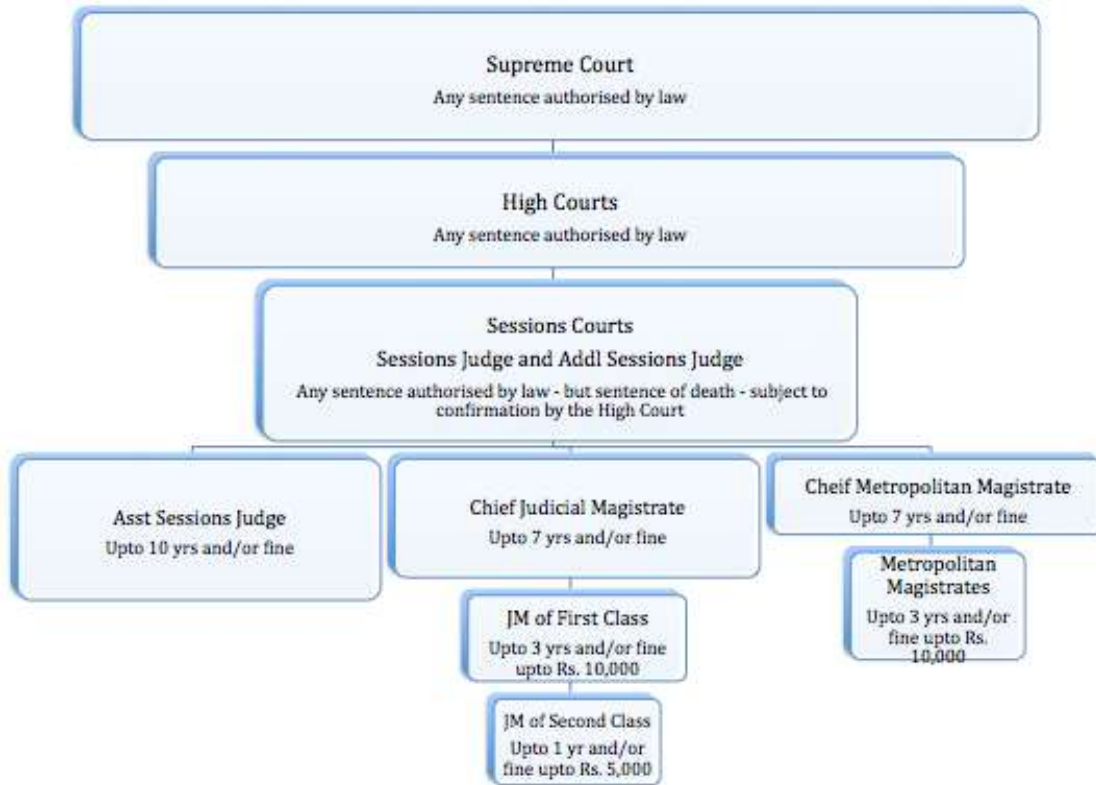 Supreme Court
Any sentence authorised by law
High Courts
Any sentence authorised by law
Sessions Courts
Sessions Judge and Addl Sessions Judge
Any sentence authorised by law - but sentence of death - subject to
confirmation by the High Court
Asst Sessions Judge
Upto 10 yrs and/or fine
Chief Judicial Magistrate
Upto 7 yrs and/or fine
JM of First Class
Upto 3 yrs and/or fine
upto Rs. 10,000
JM of Second Class
Upto 1 yr and/or
fine upto Rs. 5,000
Cheif Metropolitan Magistrate
Upto 7 yrs and/or fine
Metropolitan
Magistrates
Upto 3 yrs and/or
fine upto Rs.
10,000